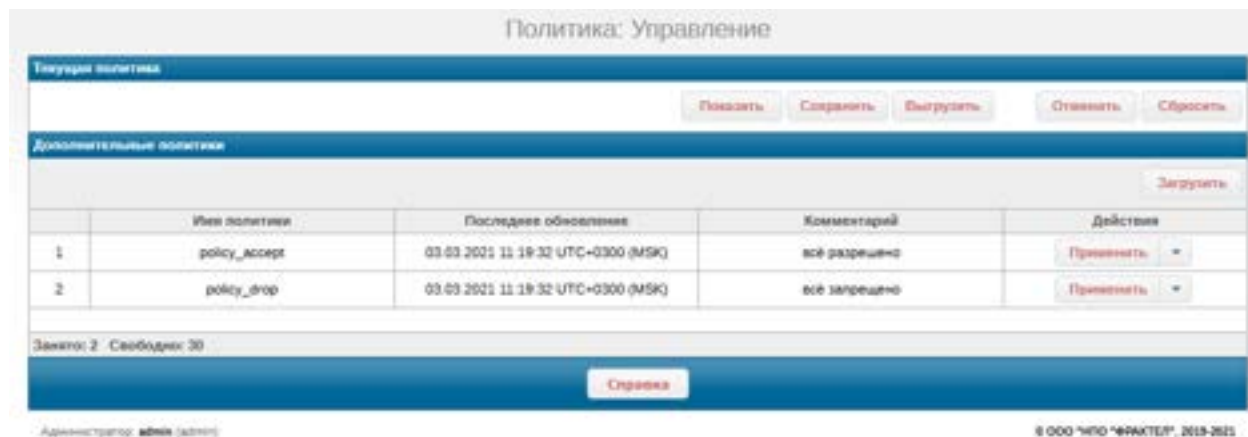 Политика: Управление
Текущая политика
Показать Сохранить Выгрузить Отменить Сбросить
Дополнительные политики
Загрузить
Имя политики Последнее обновление Комментарий Действия
1 policy_accept 03.03.2021 11:19:32 UTC+0300 (MSK) всё разрешено Применить
2 policy_drop 03.03.2021 11:19:32 UTC+0300 (MSK) всё запрещено Применить
Занято: 2 Свободно: 30
Справка
Администратор: admin (admin) © ООО "НПО "ФРАКТЕЛ", 2019-2021